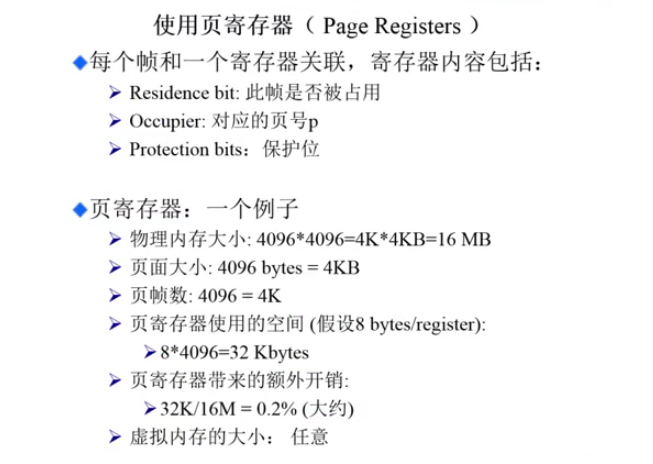 使用页寄存器（ Page Registers ）
每个帧和一个寄存器关联，寄存器内容包括：
Residence bit: 此帧是否被占用
Occupier: 对应的页号p
Protection bits：保护位
页寄存器：一个例子
物理内存大小: 4096*4096=4K*4KB=16 MB
页面大小: 4096 bytes = 4KB
页帧数: 4096 = 4K
页寄存器使用的空间 (假设8 bytes/register):
8*4096=32 Kbytes
页寄存器带来的额外开销:
32K/16M = 0.2% (大约)
虚拟内存的大小： 任意